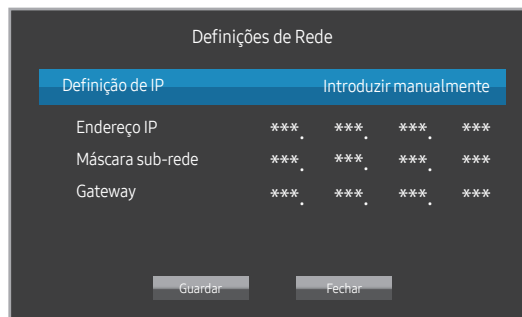 Definições de Rede
Definição de IP Introduzir manualmente
Endereço IP ***. ***. ***. ***
Máscara sub-rede ***. ***. ***. ***
Gateway ***. ***. ***. ***
Guardar Fechar